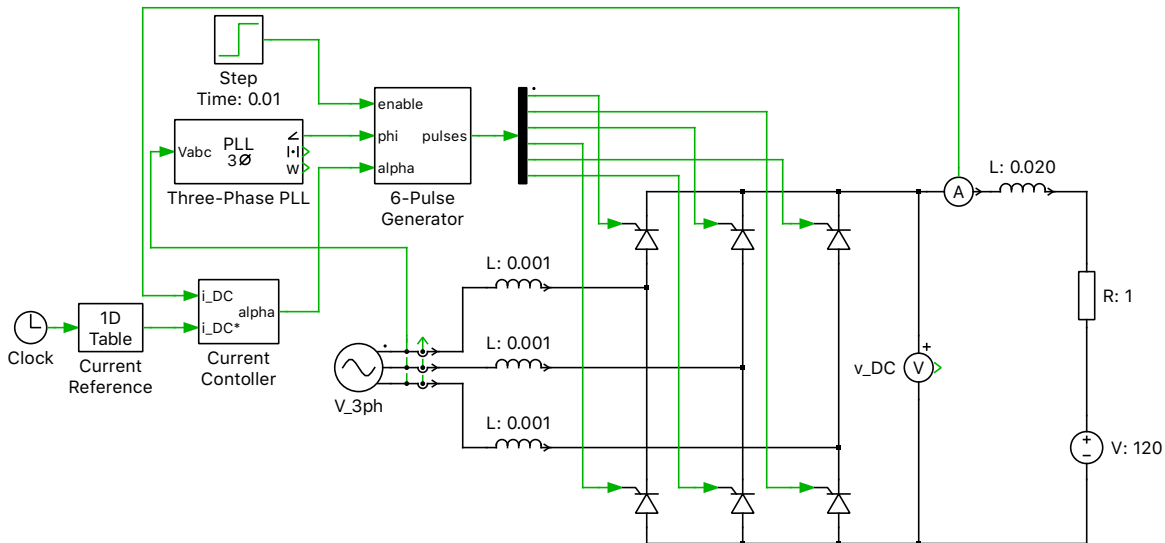 Step
Time: 0.01
enable
phi
alpha
pulses
6-Pulse
Generator
Vabc
PLL
3Ø
∠
|·|
W
Three-Phase PLL
A
L: 0.020
L: 0.001
R: 1
i_DC
i_DC*
alpha
Current
Contoller
1D
Table
Clock
Current
Reference
L: 0.001
V_3ph
v_DC
V
+
L: 0.001
+
−
V: 120